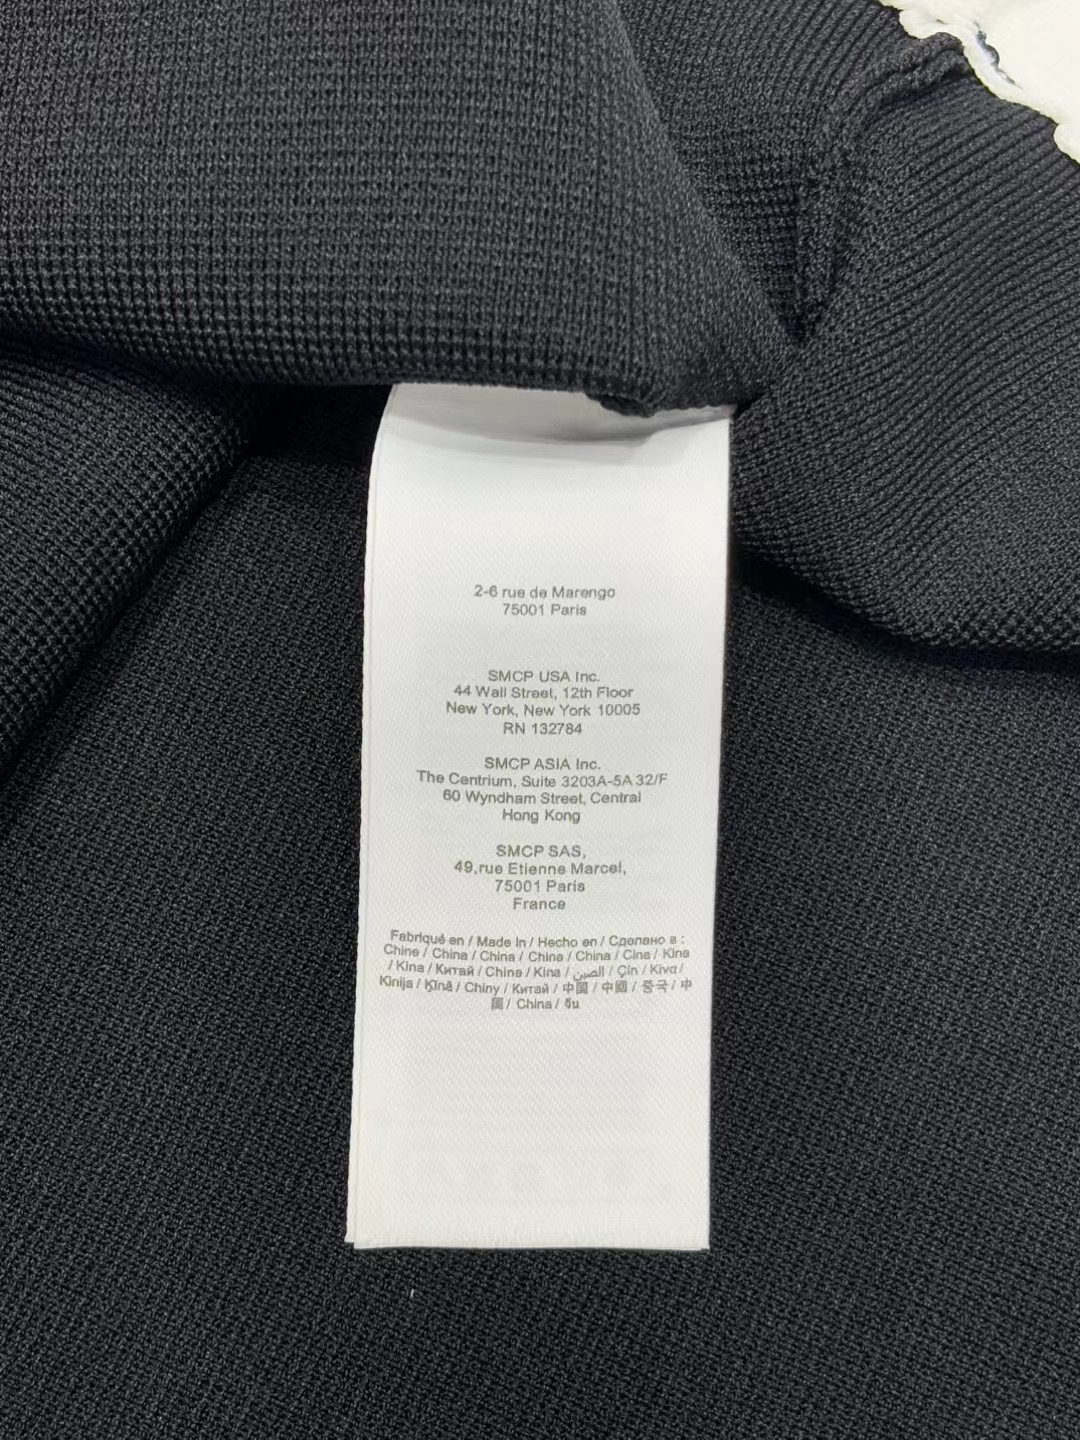 2-6 rue de Marengo
75001 Paris
SMCP USA Inc.
44 Wall Street, 12th Floor
New York, New York 10005
RN 132784
SMCP ASIA Inc.
The Centrium, Suite 3203A-5A 32/F
60 Wyndham Street, Central
Hong Kong
SMCP SAS,
49,rue Etienne Marcel,
75001 Paris
France
Fabriqué en / Made In / Hecho en / Сделано в :
Chine / China / China / China / China / Cina / Kina
/ Kina / Китай / China / Kina / الصين / Çin / Kiva /
Kinija / Ķīnā / Chiny / Китай / 中國 / 中國 / 중국 / 中
国 / China / จีน